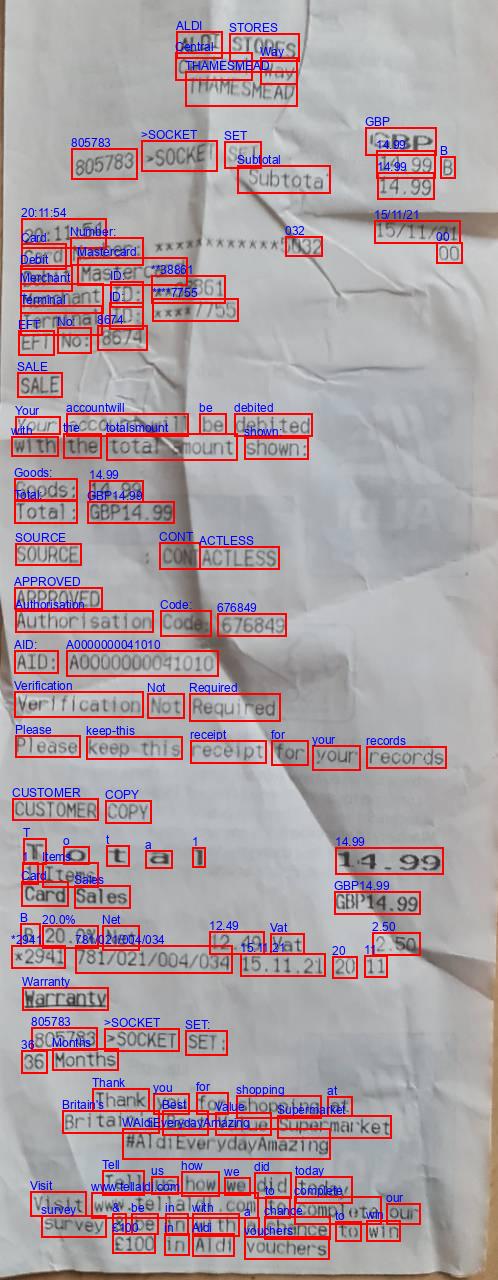 ALDI STORES
Central Way
THAMESMEAD
GBP
805783 >SOCKET SET 14.99 B
Subtotal 14.99
20:11:54 15/11/21
Card Number: ************5032 00
Debit Mastercard
Merchant ID: **38861
Terminal ID: ****7755
EFT No: 8674
SALE
Your account will be debited
with the total amount shown:
Goods: 14.99
Total: GBP14.99
SOURCE : CONTACTLESS
APPROVED
Authorisation Code: 676849
AID: A0000000041010
Verification Not Required
Please keep this receipt for your records
CUSTOMER COPY
Total 14.99
1 Items
Card Sales GBP14.99
B 20.0% Net 12.49 Vat 2.50
*2941 781/021/004/034 15.11.21 20 11
Warranty
805783 >SOCKET SET:
36 Months
Thank you for shopping at
Britain's Best Value Supermarket
#AldiEverydayAmazing
Tell us how we did today
Visit www.tellaldi.com to complete our
survey & be in with a chance to win
£100 in Aldi vouchers